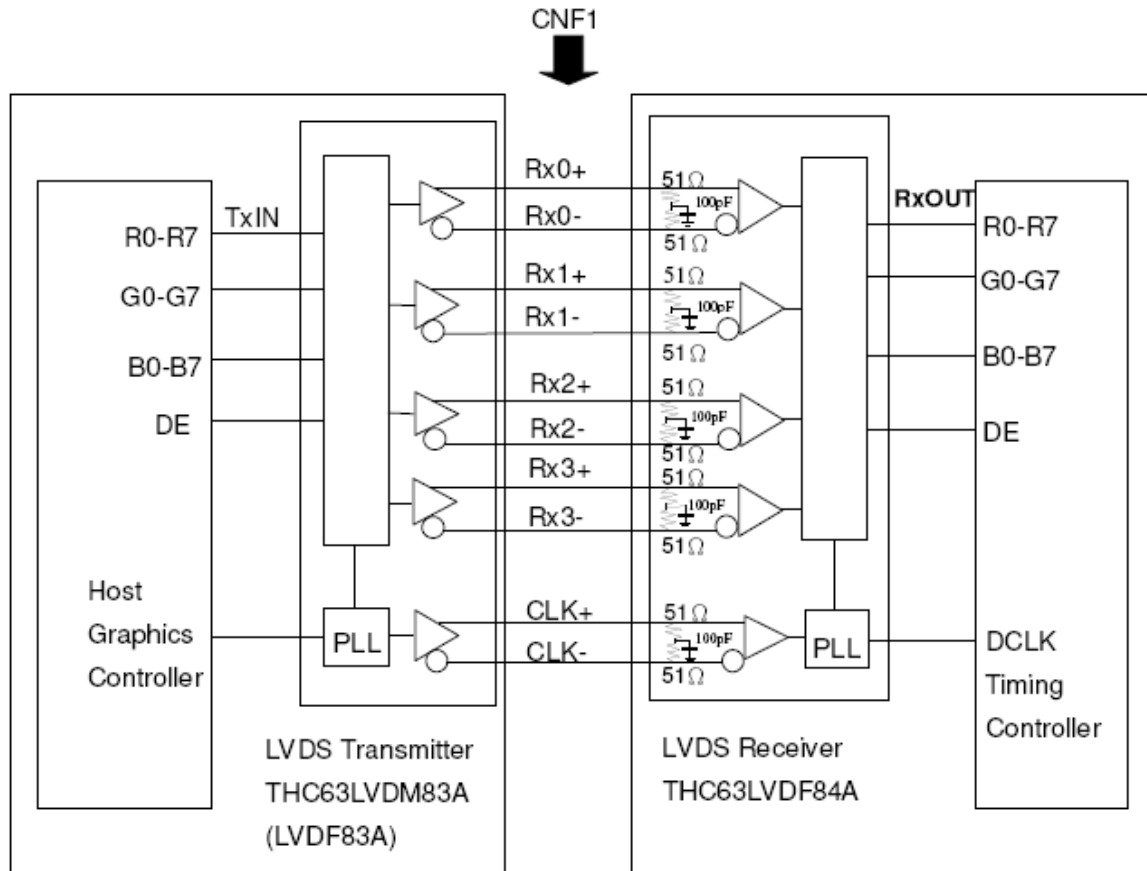 CNF1
TxIN
R0-R7
G0-G7
B0-B7
DE
Host
Graphics
Controller
PLL
LVDS Transmitter
THC63LVDM83A
(LVDF83A)
Rx0+
Rx0-
Rx1+
Rx1-
Rx2+
Rx2-
Rx3+
Rx3-
CLK+
CLK-
51Ω
100pF
51Ω
51Ω
100pF
51Ω
51Ω
100pF
51Ω
51Ω
100pF
51Ω
51Ω
100pF
51Ω
PLL
LVDS Receiver
THC63LVDF84A
RxOUT
R0-R7
G0-G7
B0-B7
DE
DCLK
Timing
Controller